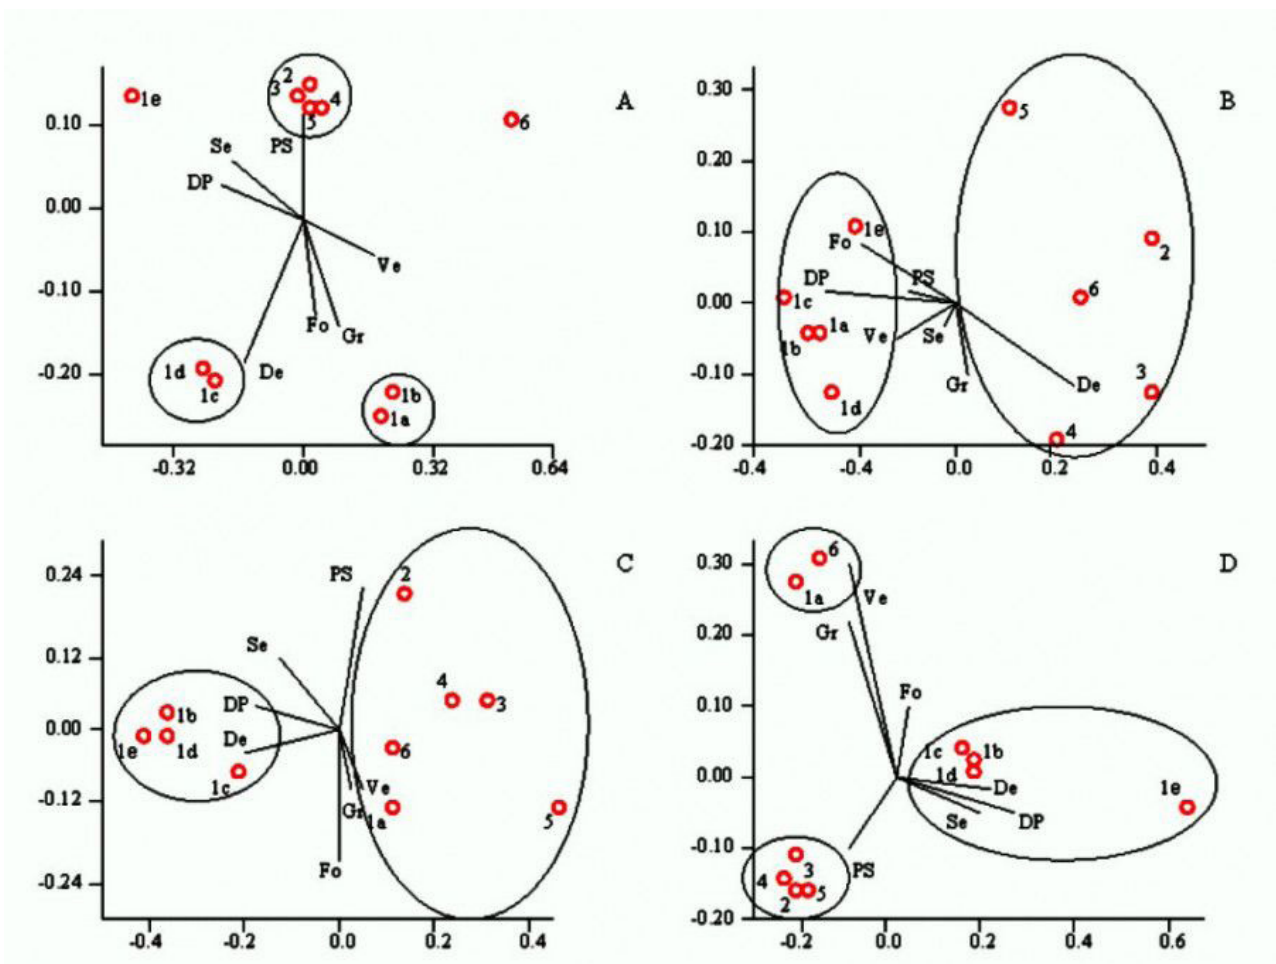 A
1e
2
3
4
5
6
0.10
Se
PS
DP
0.00
Ve
-0.10
Fo
Gr
-0.20
1d
De
1c
1b
1a
-0.32
0.00
0.32
0.64
B
0.30
5
0.20
0.10
1e
Fo
2
DP
PS
6
0.00
1c
1a
Ve
Se
1b
-0.10
Gr
De
3
1d
4
-0.20
-0.4
-0.4
0.0
0.2
0.4
C
0.24
PS
2
0.12
Se
4
3
DP
1b
0.00
De
1e
1d
6
1c
Ve
-0.12
Gr
1a
5
Fo
-0.24
-0.4
-0.2
0.0
0.2
0.4
D
0.30
6
1a
Ve
0.20
Gr
0.10
Fo
1c
1b
0.00
1d
De
1e
Se
DP
-0.10
3
PS
4
2
5
-0.20
-0.2
0.0
0.2
0.4
0.6